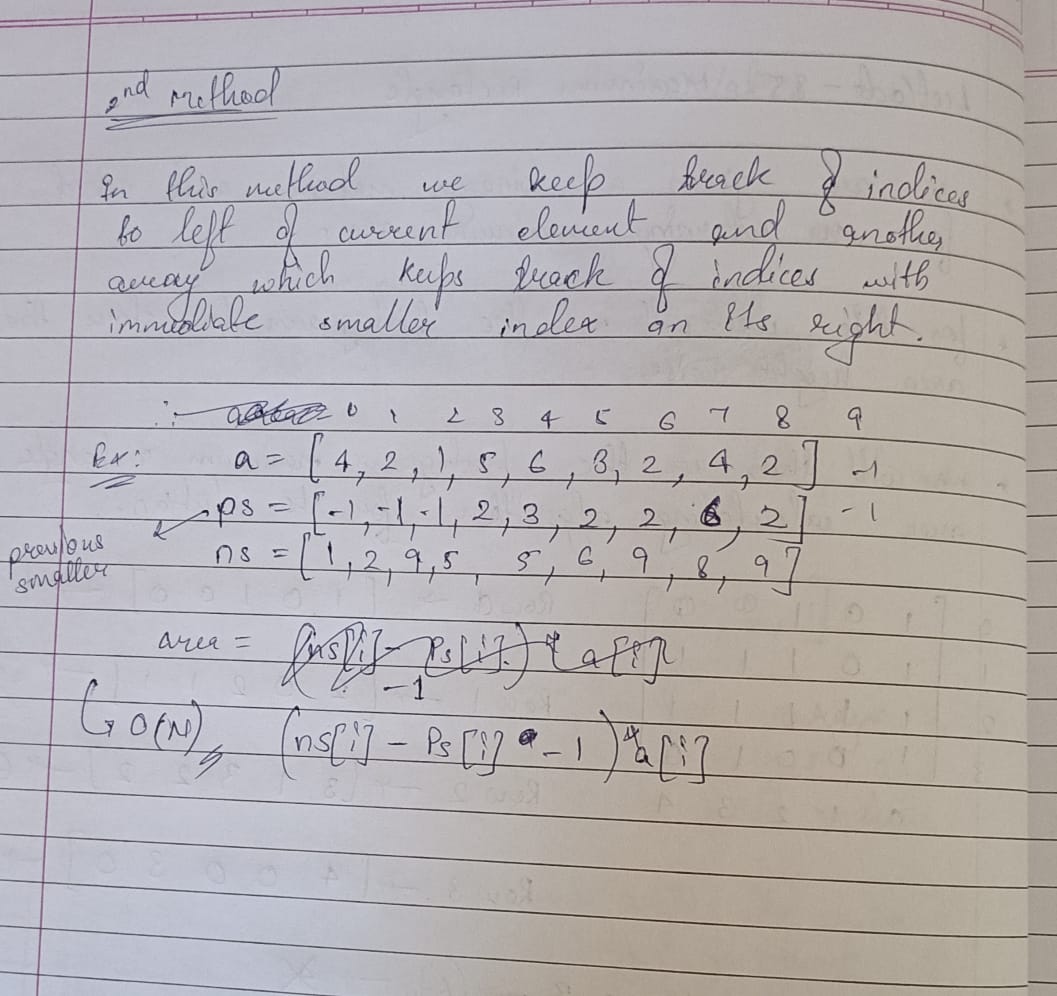 2nd method
In this method we keep track of indices
to left of current element and another
array which keeps track of indices with
immediate smaller index on its right.
∴ 0 1 2 3 4 5 6 7 8 9
Ex: a = [4, 2, 1, 5, 6, 3, 2, 4, 2] -1
ps = [-1, -1, -1, 2, 3, 2, 2, 6, 2] -1
previous
smaller
ns = [1, 2, 9, 5, 5, 6, 9, 8, 9]
area = (ns[i] - Ps[i]) * a[i]
-1
↳ O(N) (ns[i] - Ps[i] - 1) * a[i]